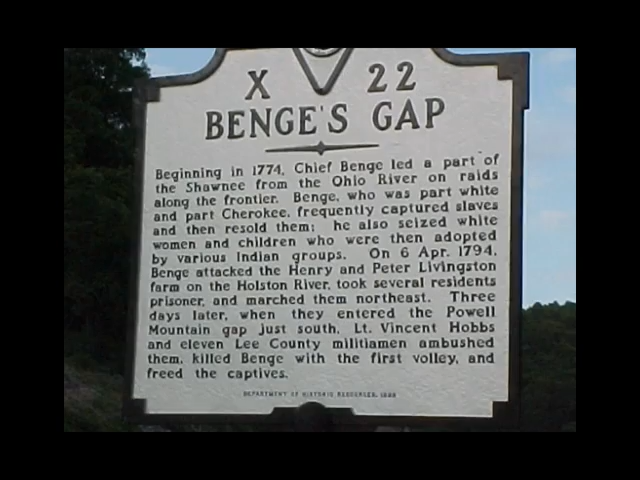 X 22
BENGE'S GAP
Beginning in 1774, Chief Benge led a part of
the Shawnee from the Ohio River on raids
along the frontier. Benge, who was part white
and part Cherokee, frequently captured slaves
and then resold them; he also seized white
women and children who were then adopted
by various Indian groups. On 6 Apr. 1794,
Benge attacked the Henry and Peter Livingston
farm on the Holston River, took several residents
prisoner, and marched them northeast. Three
days later, when they entered the Powell
Mountain gap just south, Lt. Vincent Hobbs
and eleven Lee County militiamen ambushed
them, killed Benge with the first volley, and
freed the captives.
DEPARTMENT OF HISTORIC RESOURCES,